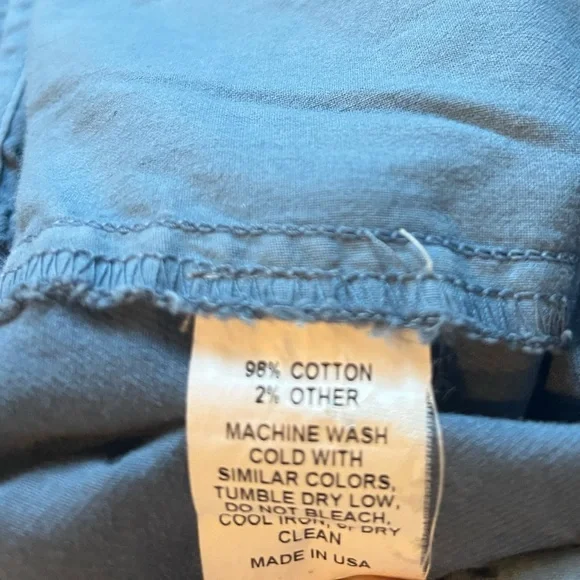 98% COTTON
2% OTHER
MACHINE WASH
COLD WITH
SIMILAR COLORS,
TUMBLE DRY LOW,
DO NOT BLEACH,
COOL IRON, or DRY
CLEAN
MADE IN USA